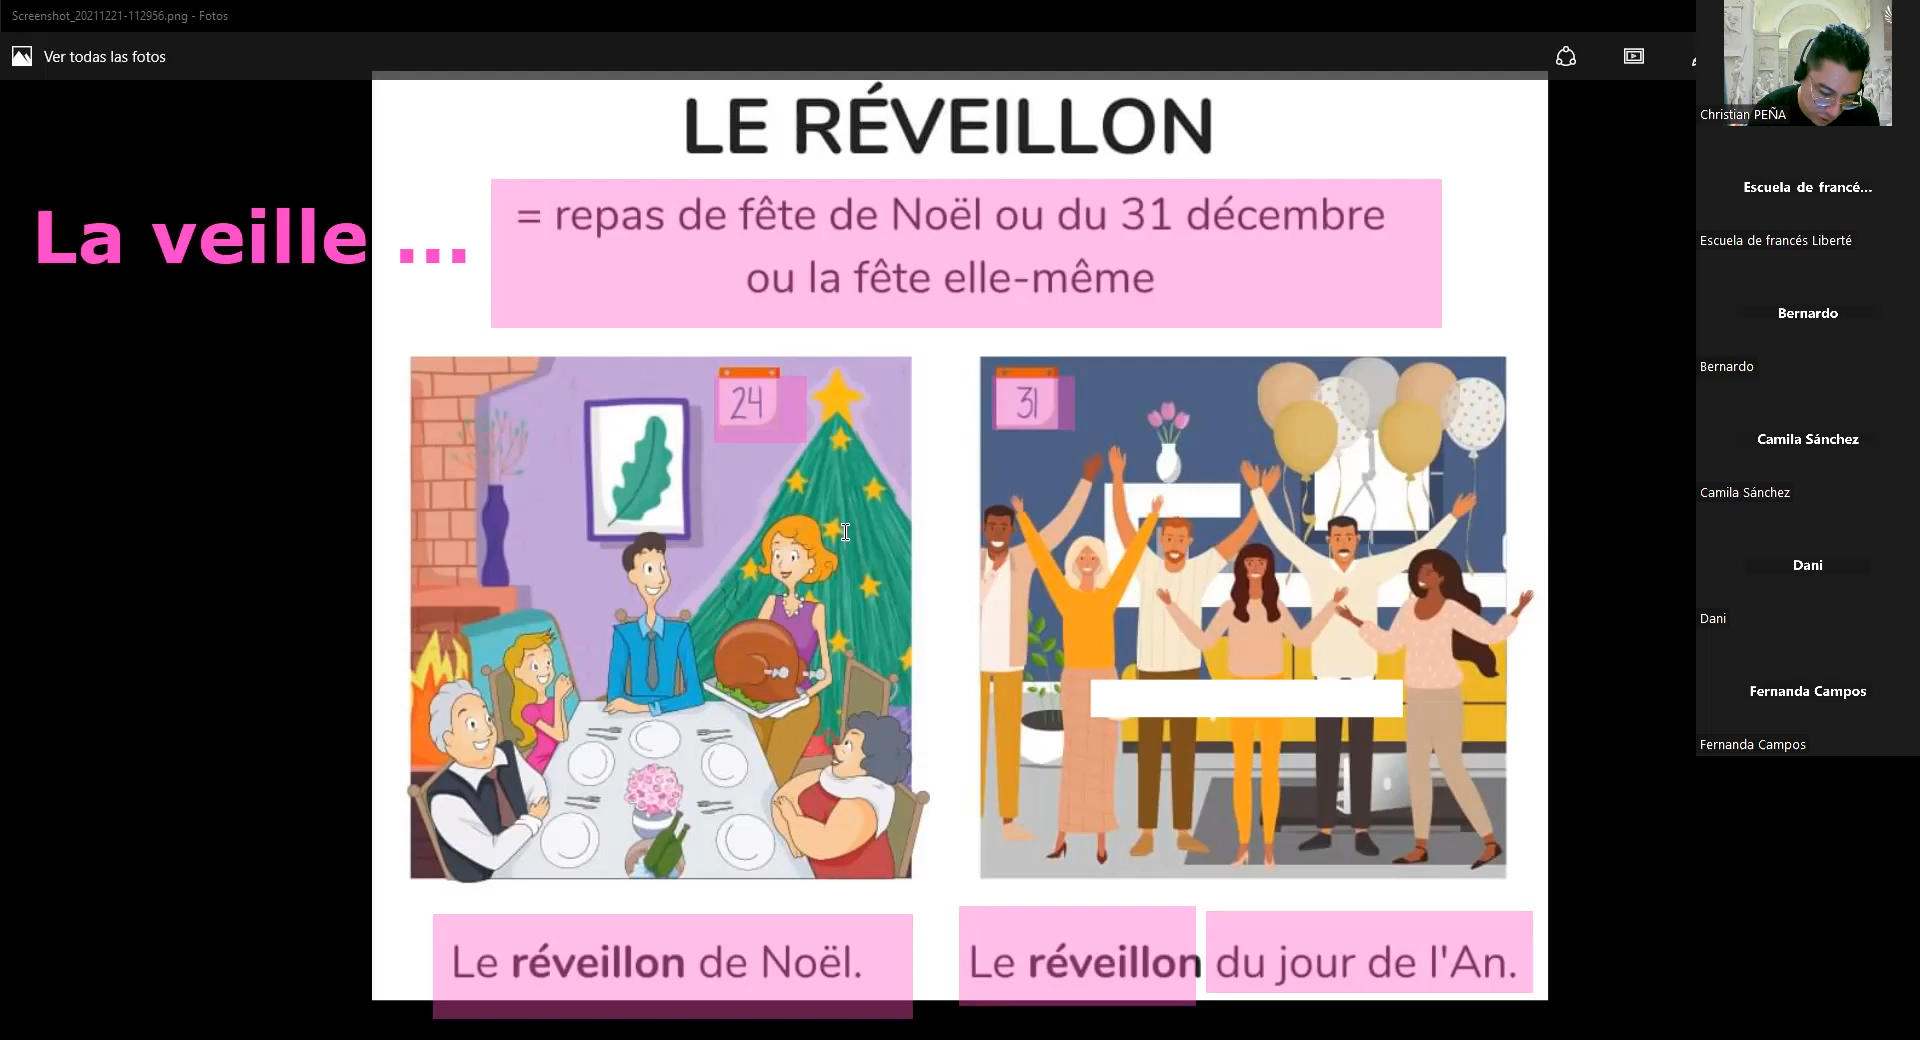 Screenshot_20211221-112956.png - Fotos
Ver todas las fotos
LE RÉVEILLON
La veille ...
= repas de fête de Noël ou du 31 décembre
ou la fête elle-même
24
31
Le réveillon de Noël.
Le réveillon du jour de l'An.
Christian PEÑA
Escuela de francé...
Escuela de francés Liberté
Bernardo
Bernardo
Camila Sánchez
Camila Sánchez
Dani
Dani
Fernanda Campos
Fernanda Campos